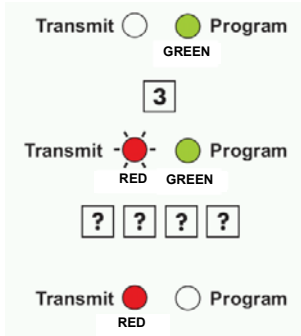 Transmit Program
GREEN
3
Transmit Program
RED GREEN
? ? ? ?
Transmit Program
RED